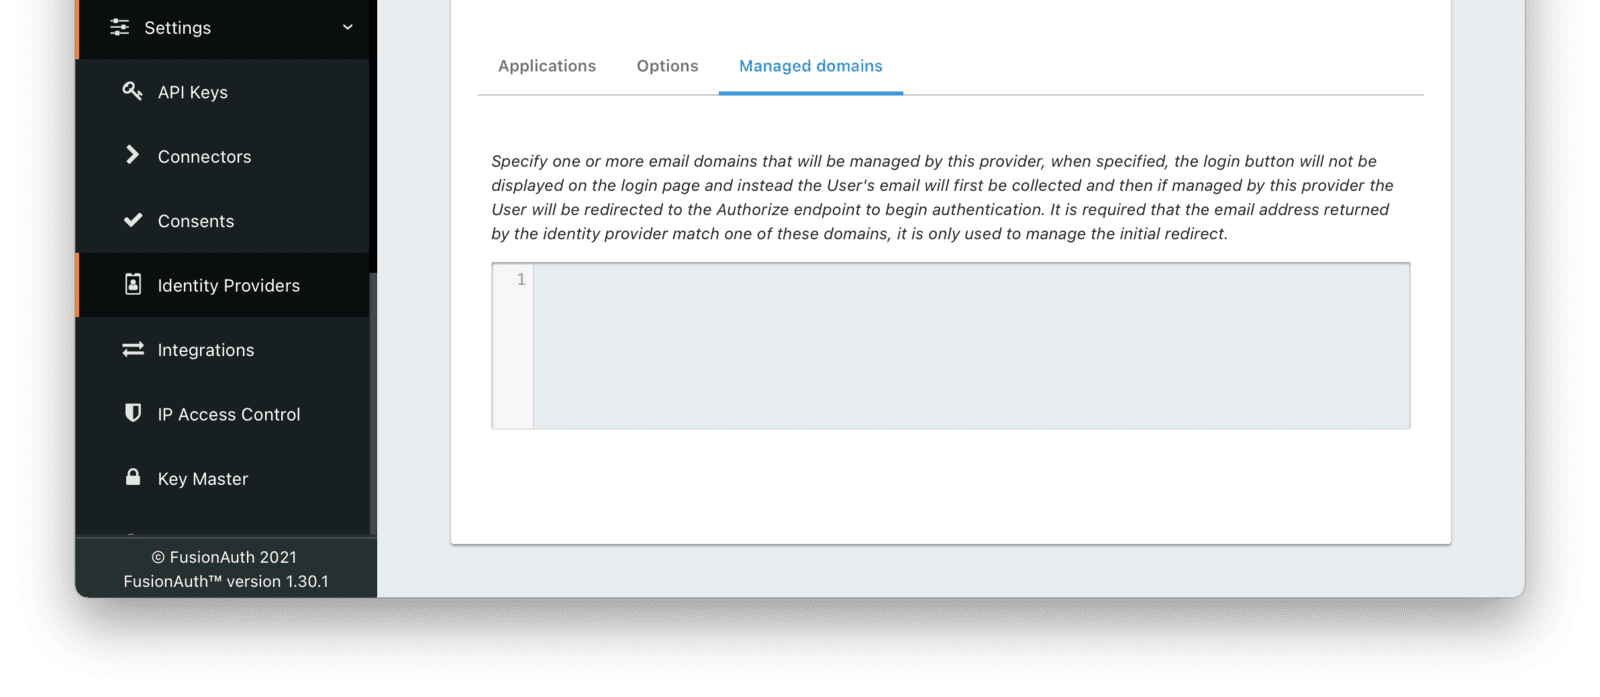 Settings
API Keys
Connectors
Consents
Identity Providers
Integrations
IP Access Control
Key Master
© FusionAuth 2021
FusionAuth™ version 1.30.1
Applications
Options
Managed domains
Specify one or more email domains that will be managed by this provider, when specified, the login button will not be
displayed on the login page and instead the User's email will first be collected and then if managed by this provider the
User will be redirected to the Authorize endpoint to begin authentication. It is required that the email address returned
by the identity provider match one of these domains, it is only used to manage the initial redirect.
1